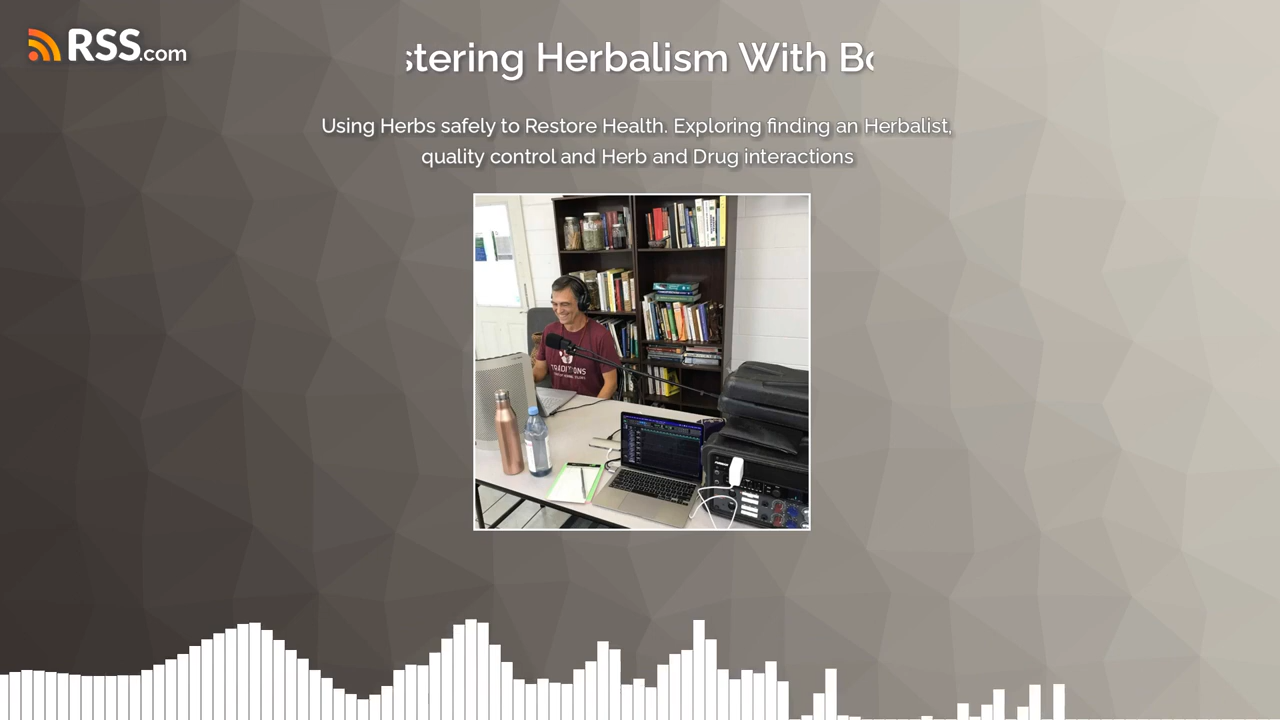 RSS.com
stering Herbalism With Bo
Using Herbs safely to Restore Health. Exploring finding an Herbalist,
quality control and Herb and Drug interactions